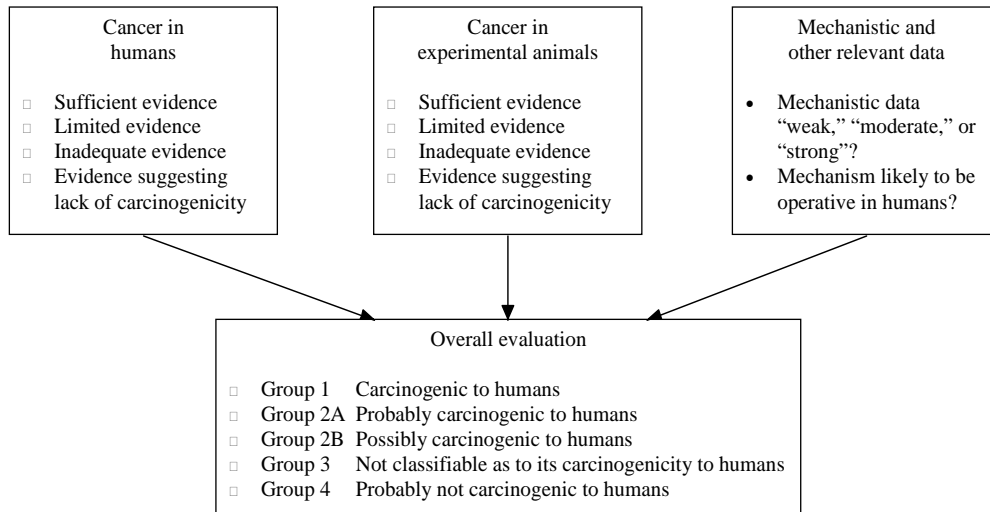 Cancer in
humans
□ Sufficient evidence
□ Limited evidence
□ Inadequate evidence
□ Evidence suggesting
lack of carcinogenicity
Cancer in
experimental animals
□ Sufficient evidence
□ Limited evidence
□ Inadequate evidence
□ Evidence suggesting
lack of carcinogenicity
Mechanistic and
other relevant data
• Mechanistic data
“weak,” “moderate,” or
“strong”?
• Mechanism likely to be
operative in humans?
Overall evaluation
□ Group 1 Carcinogenic to humans
□ Group 2A Probably carcinogenic to humans
□ Group 2B Possibly carcinogenic to humans
□ Group 3 Not classifiable as to its carcinogenicity to humans
□ Group 4 Probably not carcinogenic to humans